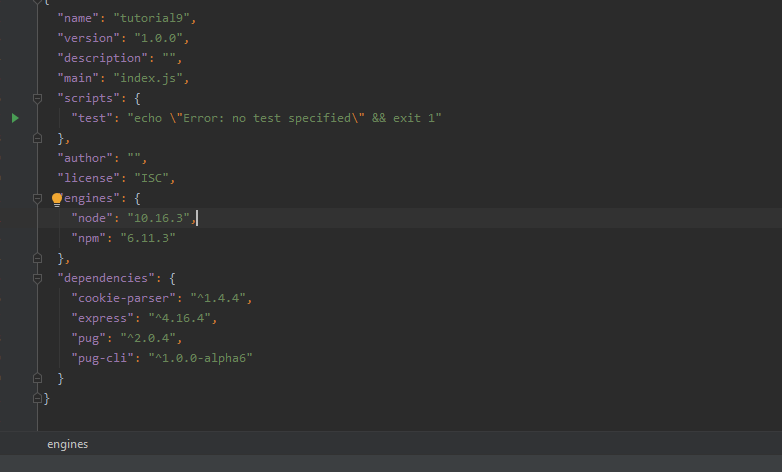 {
"name": "tutorial9",
"version": "1.0.0",
"description": "",
"main": "index.js",
"scripts": {
"test": "echo \"Error: no test specified\" && exit 1"
},
"author": "",
"license": "ISC",
"engines": {
"node": "10.16.3",
"npm": "6.11.3"
},
"dependencies": {
"cookie-parser": "^1.4.4",
"express": "^4.16.4",
"pug": "^2.0.4",
"pug-cli": "^1.0.0-alpha6"
}
}
engines